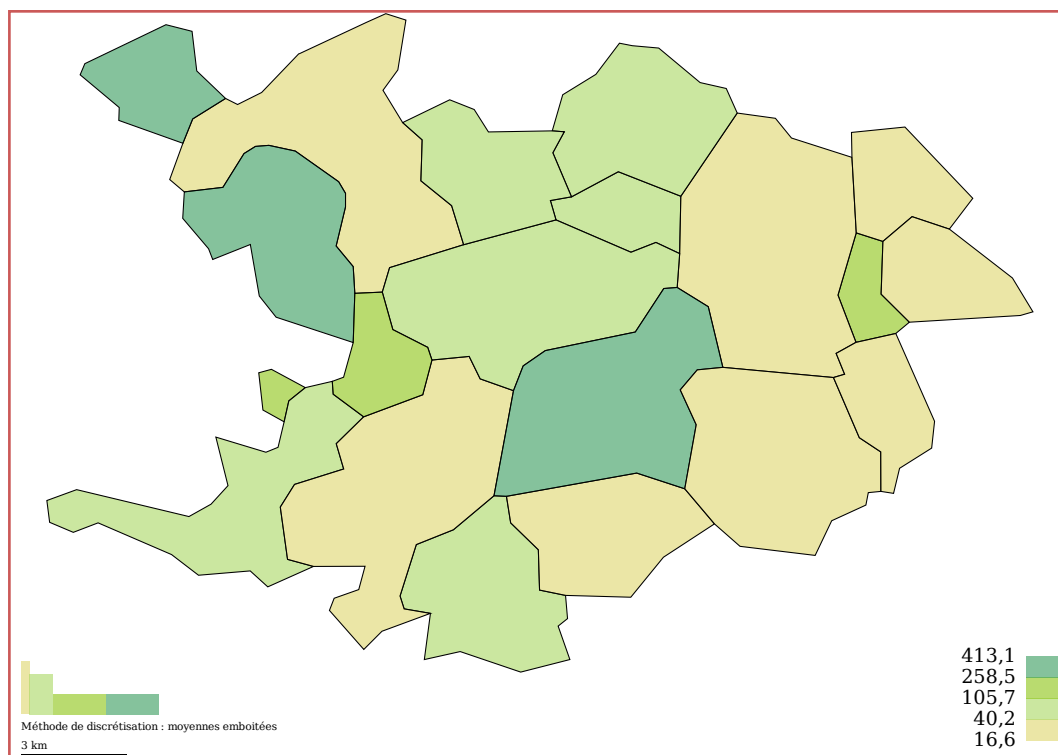 413,1
258,5
105,7
40,2
16,6
Méthode de discrétisation : moyennes emboitées
3 km